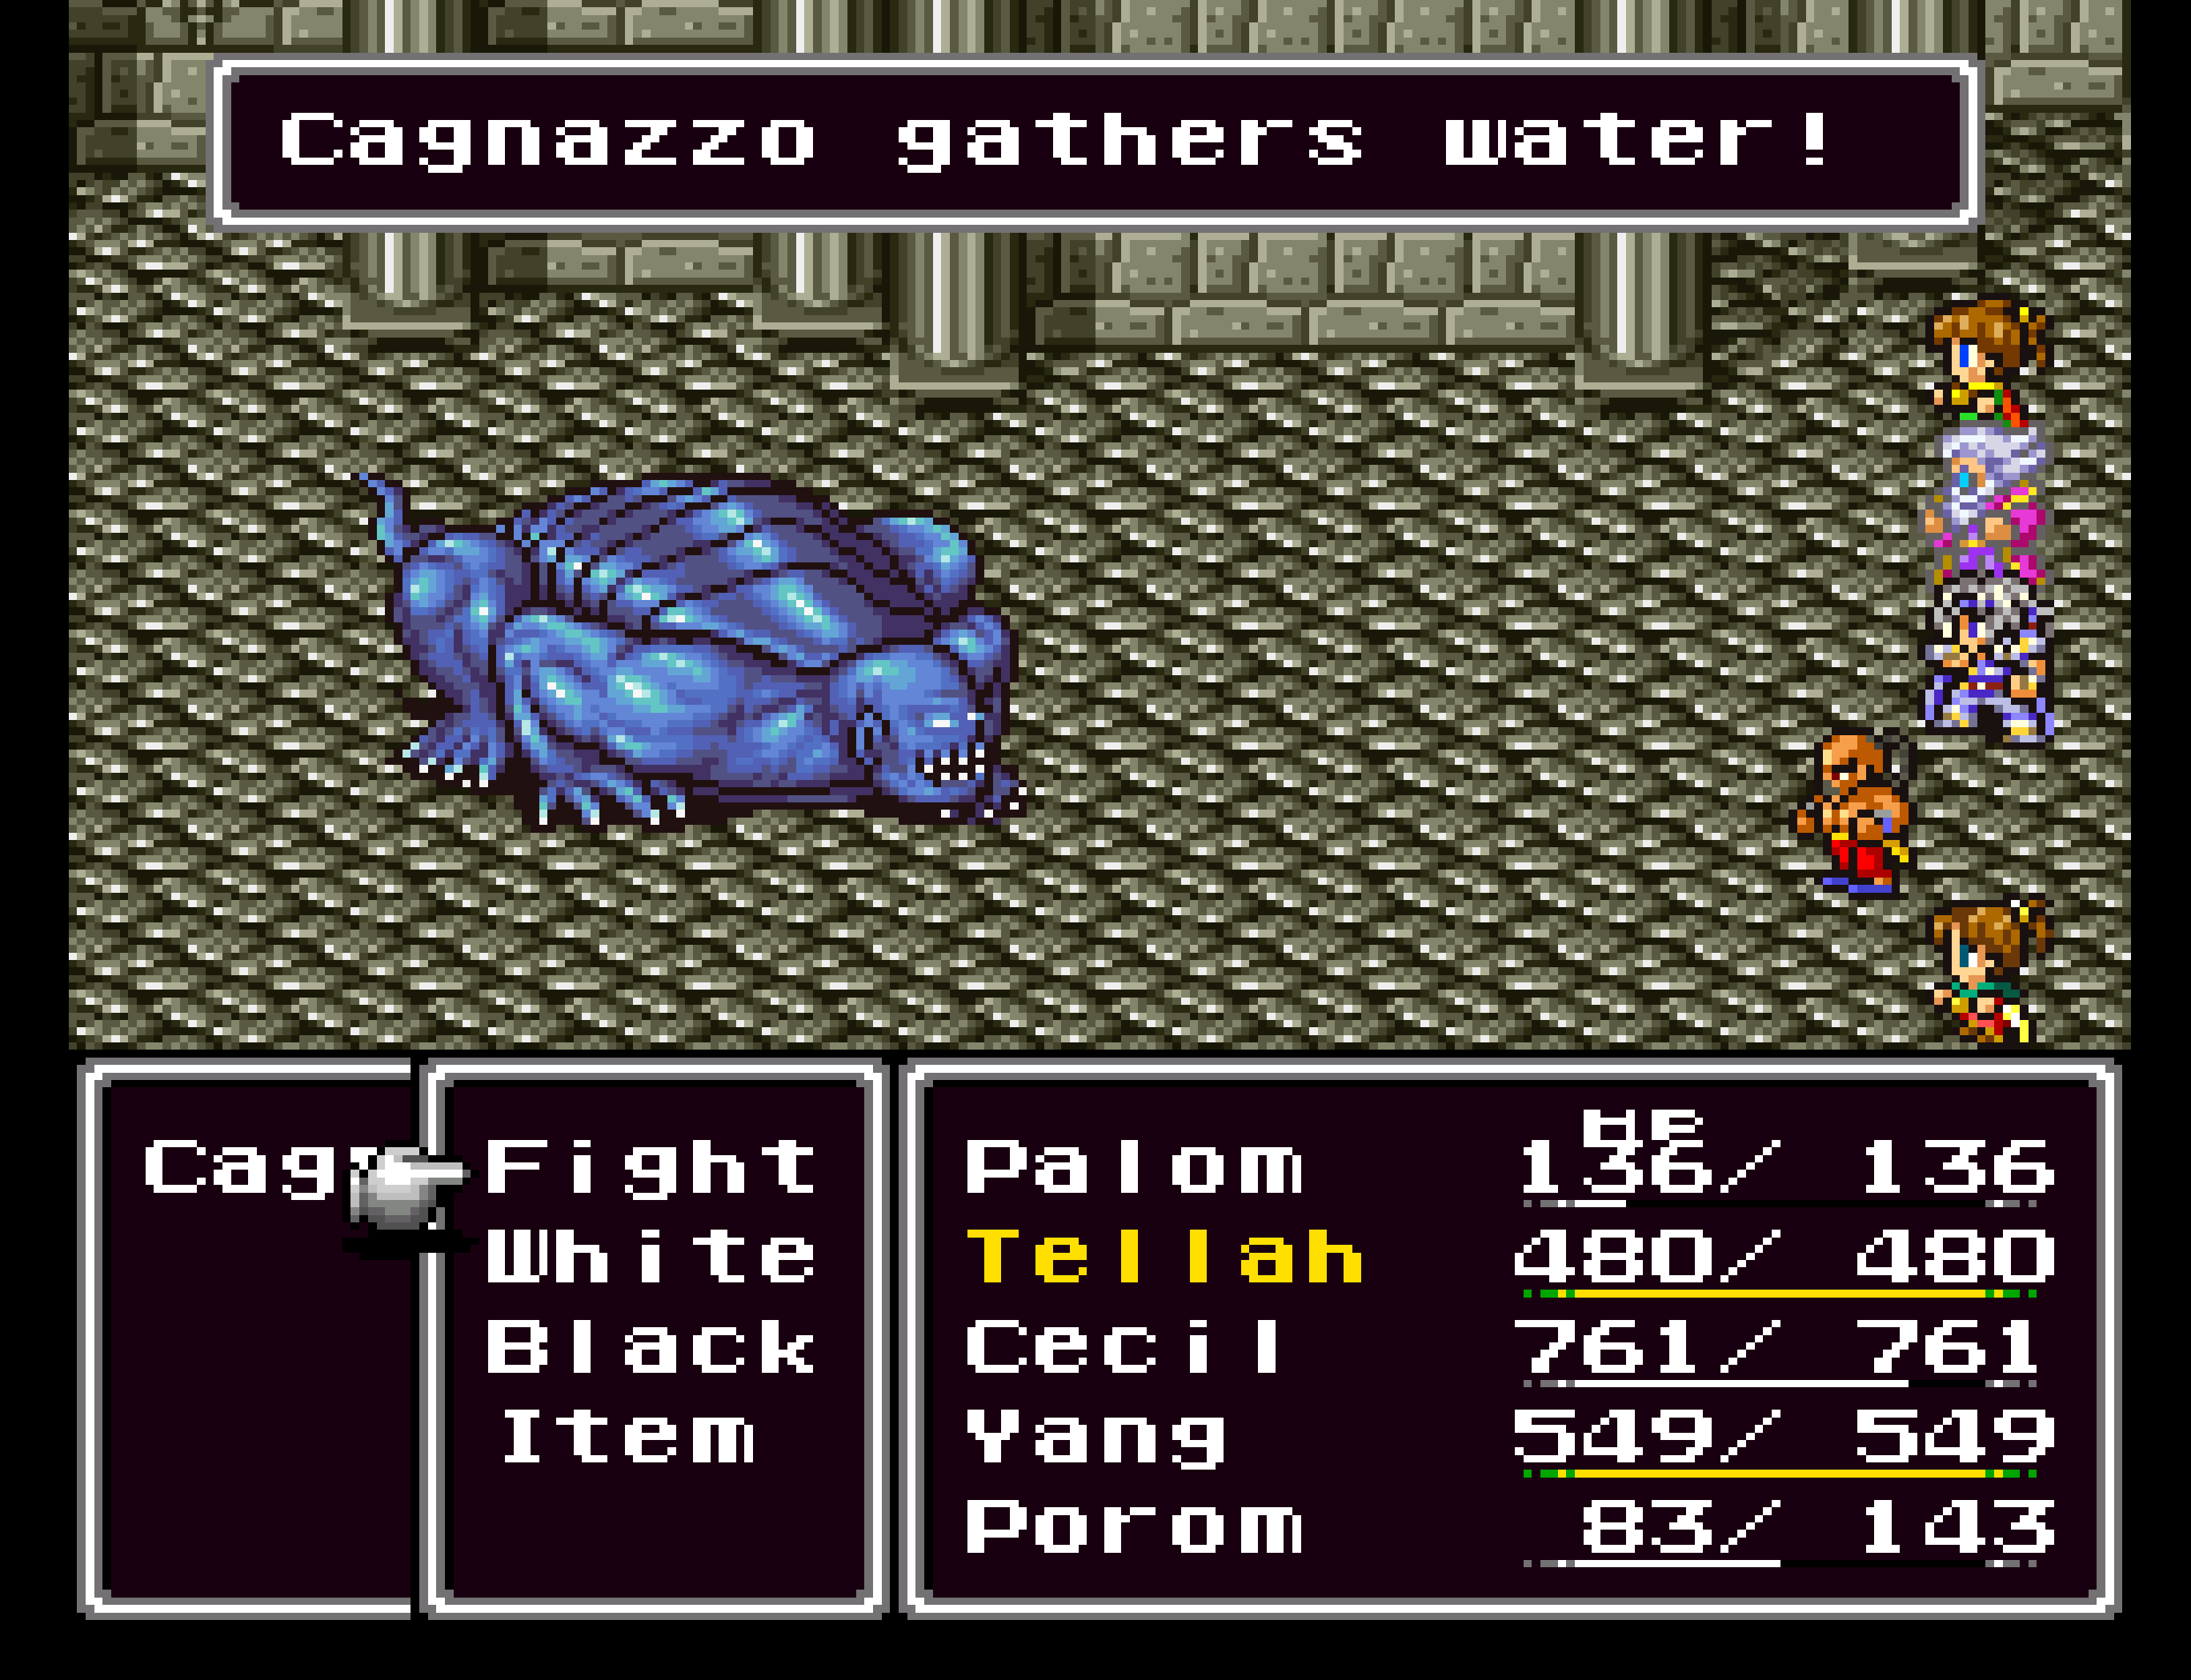 Cagnazzo gathers water!
Cag
Fight
White
Black
Item
HP
Palom 136/ 136
Tellah 480/ 480
Cecil 761/ 761
Yang 549/ 549
Porom 83/ 143